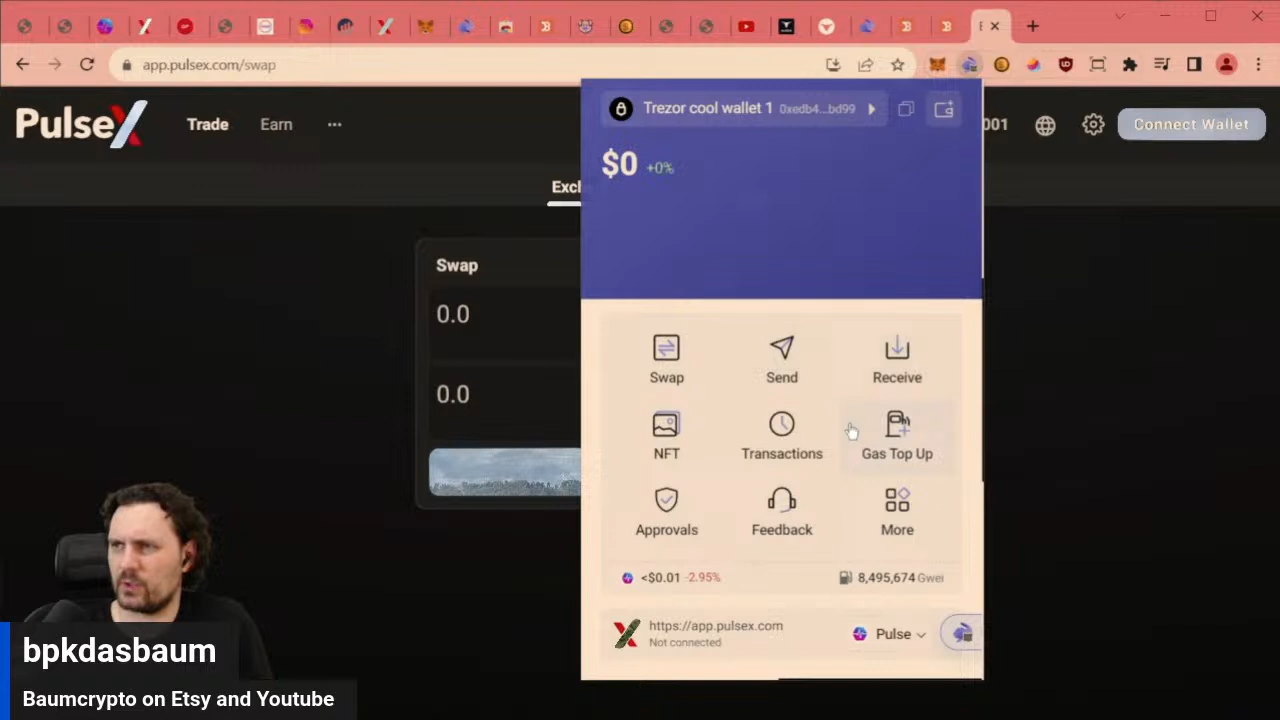 app.pulsex.com/swap
PulseX
Trade
Earn
001
Connect Wallet
Trezor cool wallet 1 0xedb4...bd99
$0 +0%
Excl
Swap
0.0
0.0
Swap
Send
Receive
NFT
Transactions
Gas Top Up
Approvals
Feedback
More
<$0.01 -2.95%
8,495,674 Gwei
https://app.pulsex.com
Not connected
Pulse
bpkdasbaum
Baumcrypto on Etsy and Youtube